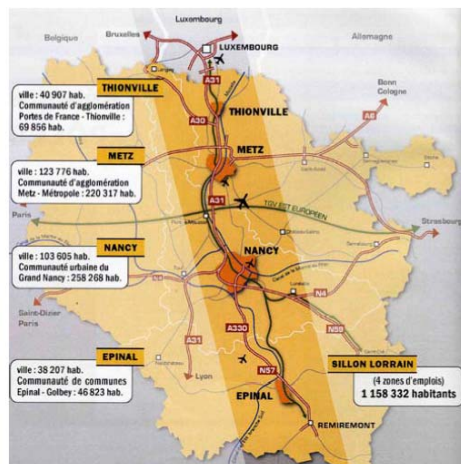 Luxembourg
Bruxelles
Belgique
Allemagne
LUXEMBOURG
A31
THIONVILLE
ville : 40 907 hab.
Communauté d'agglomération
Portes de France - Thionville :
69 856 hab.
A30
THIONVILLE
Bonn
Cologne
A6
METZ
METZ
ville : 123 776 hab.
Communauté d'agglomération
Metz - Métropole : 220 317 hab.
A31
Paris
TGV EST EUROPÉEN
Strasbourg
NANCY
NANCY
ville : 103 605 hab.
Communauté urbaine du
Grand Nancy : 258 268 hab.
N4
Saint-Dizier
Paris
A330
N59
A31
EPINAL
SILLON LORRAIN
ville : 38 207 hab.
Communauté de communes
Epinal - Golbey : 46 823 hab.
Lyon
N57
(4 zones d'emplois)
1 158 332 habitants
EPINAL
REMIREMONT